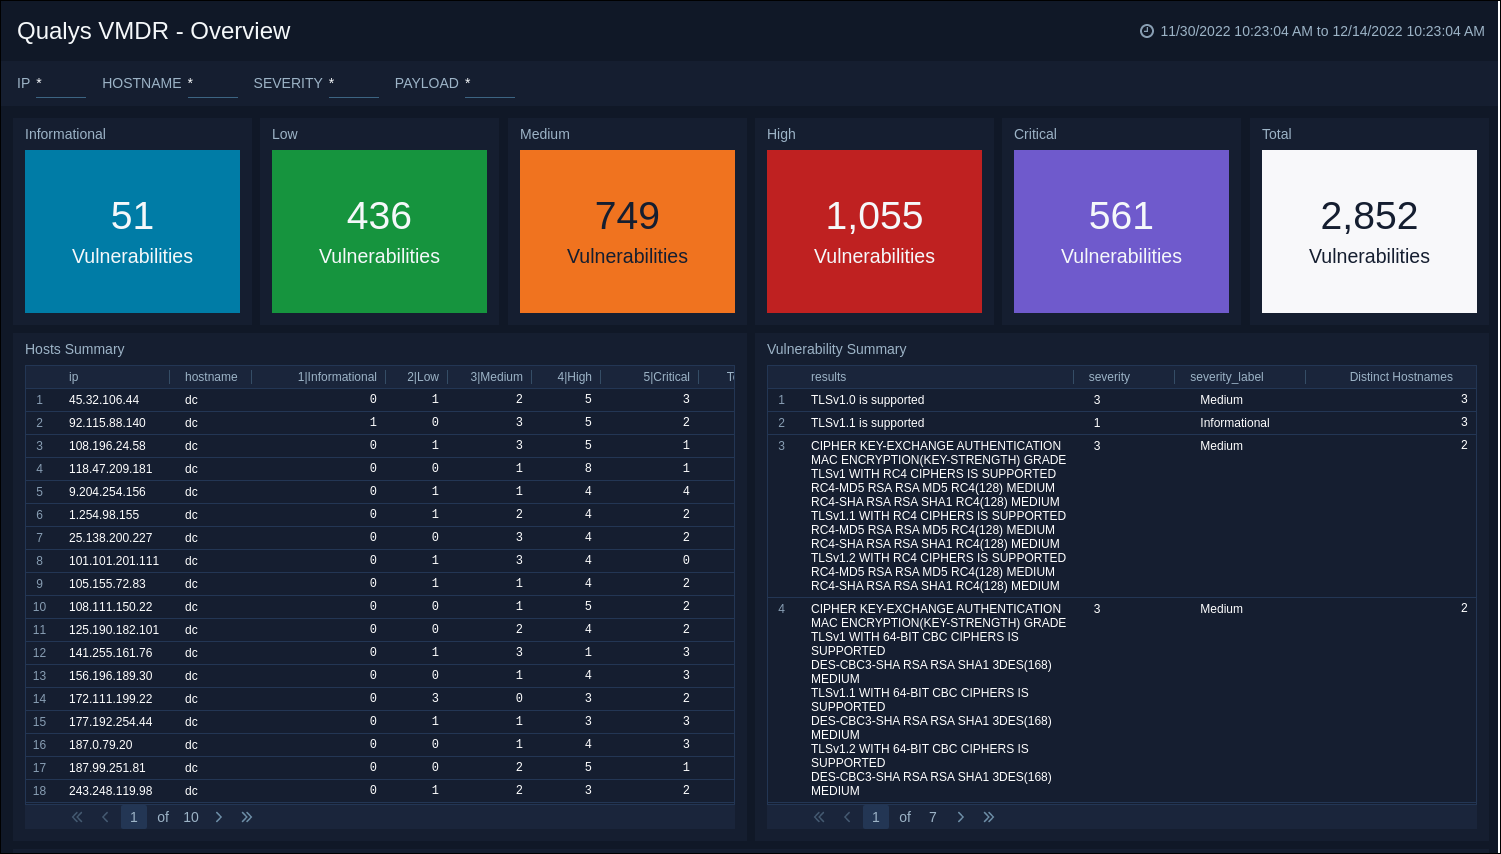 Qualys VMDR - Overview
11/30/2022 10:23:04 AM to 12/14/2022 10:23:04 AM
IP * HOSTNAME * SEVERITY * PAYLOAD *
Informational Low Medium High Critical Total
51 436 749 1,055 561 2,852
Vulnerabilities Vulnerabilities Vulnerabilities Vulnerabilities Vulnerabilities Vulnerabilities
Hosts Summary
ip hostname 1|Informational 2|Low 3|Medium 4|High 5|Critical
1 45.32.106.44 dc 0 1 2 5 3
2 92.115.88.140 dc 1 0 3 5 2
3 108.196.24.58 dc 0 1 3 5 1
4 118.47.209.181 dc 0 0 1 8 1
5 9.204.254.156 dc 0 1 1 4 4
6 1.254.98.155 dc 0 1 2 4 2
7 25.138.200.227 dc 0 0 3 4 2
8 101.101.201.111 dc 0 1 3 4 0
9 105.155.72.83 dc 0 1 1 4 2
10 108.111.150.22 dc 0 0 1 5 2
11 125.190.182.101 dc 0 0 2 4 2
12 141.255.161.76 dc 0 1 3 1 3
13 156.196.189.30 dc 0 0 1 4 3
14 172.111.199.22 dc 0 3 0 3 2
15 177.192.254.44 dc 0 1 1 3 3
16 187.0.79.20 dc 0 0 1 4 3
17 187.99.251.81 dc 0 0 2 5 1
18 243.248.119.98 dc 0 1 2 3 2
1 of 10
Vulnerability Summary
results severity severity_label Distinct Hostnames
1 TLSv1.0 is supported 3 Medium 3
2 TLSv1.1 is supported 1 Informational 3
3 CIPHER KEY-EXCHANGE AUTHENTICATION 3 Medium 2
MAC ENCRYPTION(KEY-STRENGTH) GRADE
TLSv1 WITH RC4 CIPHERS IS SUPPORTED
RC4-MD5 RSA RSA MD5 RC4(128) MEDIUM
RC4-SHA RSA RSA SHA1 RC4(128) MEDIUM
TLSv1.1 WITH RC4 CIPHERS IS SUPPORTED
RC4-MD5 RSA RSA MD5 RC4(128) MEDIUM
RC4-SHA RSA RSA SHA1 RC4(128) MEDIUM
TLSv1.2 WITH RC4 CIPHERS IS SUPPORTED
RC4-MD5 RSA RSA MD5 RC4(128) MEDIUM
RC4-SHA RSA RSA SHA1 RC4(128) MEDIUM
4 CIPHER KEY-EXCHANGE AUTHENTICATION 3 Medium 2
MAC ENCRYPTION(KEY-STRENGTH) GRADE
TLSv1 WITH 64-BIT CBC CIPHERS IS
SUPPORTED
DES-CBC3-SHA RSA RSA SHA1 3DES(168)
MEDIUM
TLSv1.1 WITH 64-BIT CBC CIPHERS IS
SUPPORTED
DES-CBC3-SHA RSA RSA SHA1 3DES(168)
MEDIUM
TLSv1.2 WITH 64-BIT CBC CIPHERS IS
SUPPORTED
DES-CBC3-SHA RSA RSA SHA1 3DES(168)
MEDIUM
1 of 7